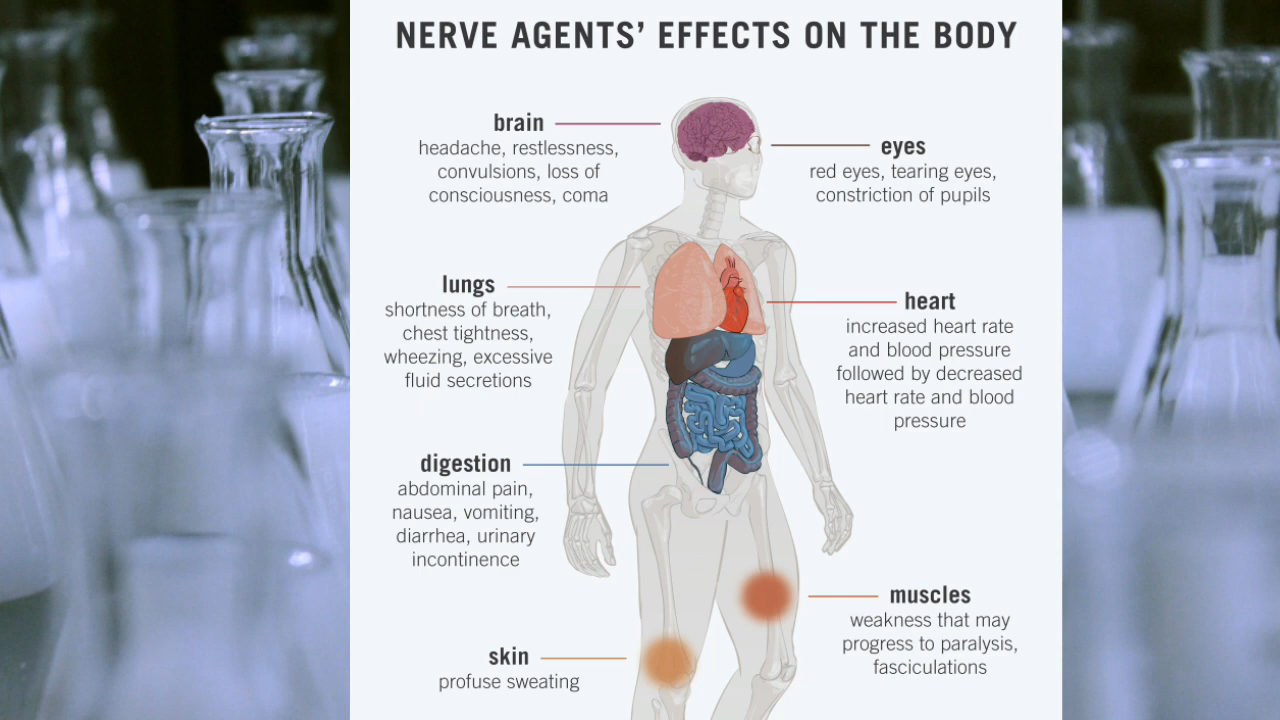 NERVE AGENTS’ EFFECTS ON THE BODY
brain
headache, restlessness,
convulsions, loss of
consciousness, coma
eyes
red eyes, tearing eyes,
constriction of pupils
lungs
shortness of breath,
chest tightness,
wheezing, excessive
fluid secretions
heart
increased heart rate
and blood pressure
followed by decreased
heart rate and blood
pressure
digestion
abdominal pain,
nausea, vomiting,
diarrhea, urinary
incontinence
muscles
weakness that may
progress to paralysis,
fasciculations
skin
profuse sweating